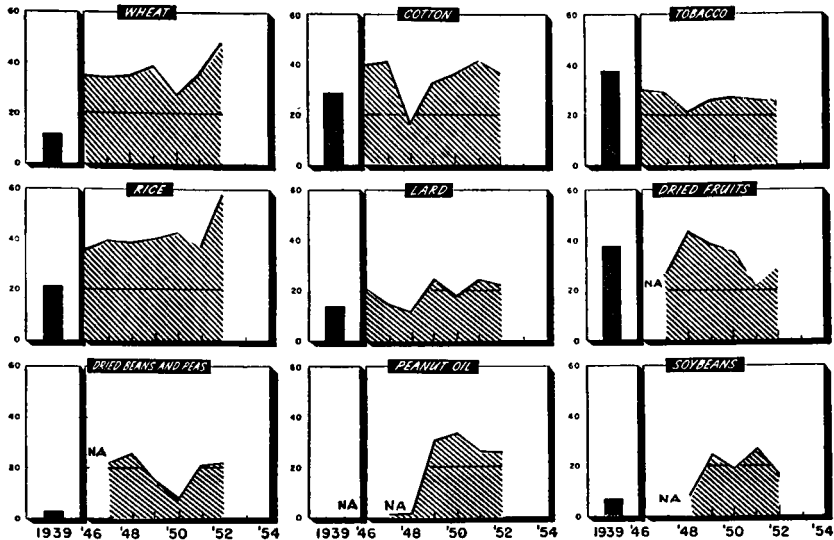 WHEAT COTTON TOBACCO
60 60 60
40 40 40
20 20 20
0 0 0
RICE LARD DRIED FRUITS
60 60 60
40 40 40
NA
20 20 20
0 0 0
DRIED BEANS AND PEAS PEANUT OIL SOYBEANS
60 60 60
40 40 40
NA
20 20 20
NA NA NA
0 0 0
1939 '46 '48 '50 '52 '54 1939 '46 '48 '50 '52 '54 1939 '46 '48 '50 '52 '54